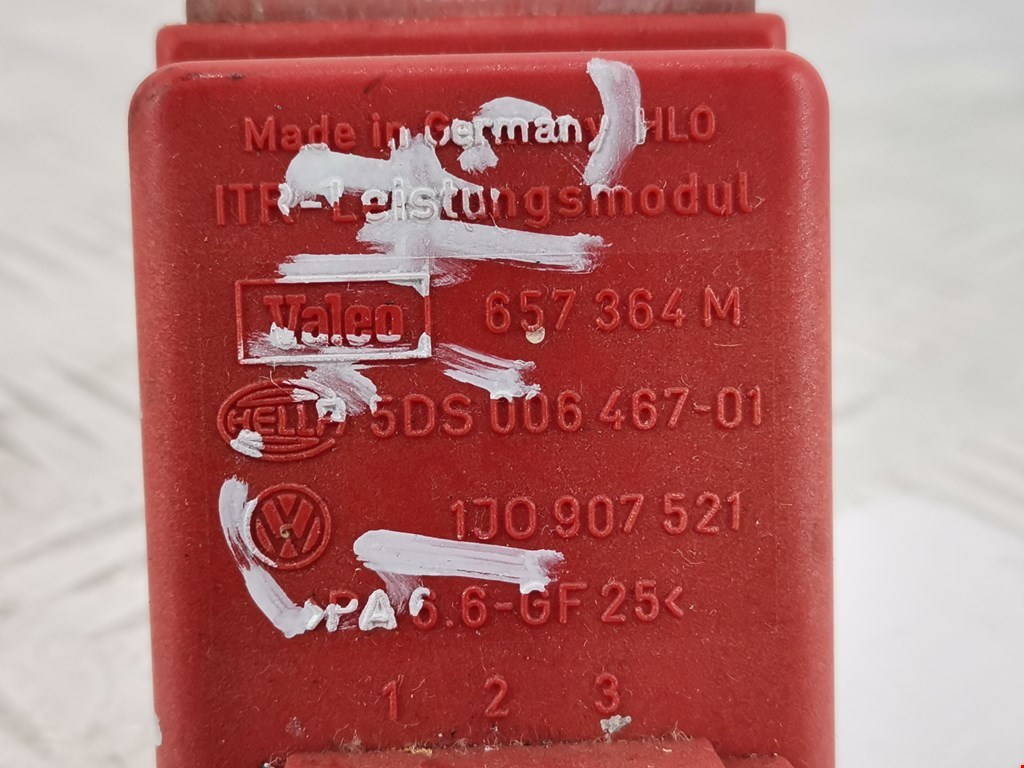 Made in Germany HLO
ITR-Leistungsmodul
Valeo 657 364 M
HELLA 5DS 006 467-01
VW 1J0 907 521
>PA 6.6-GF 25<
1 2 3